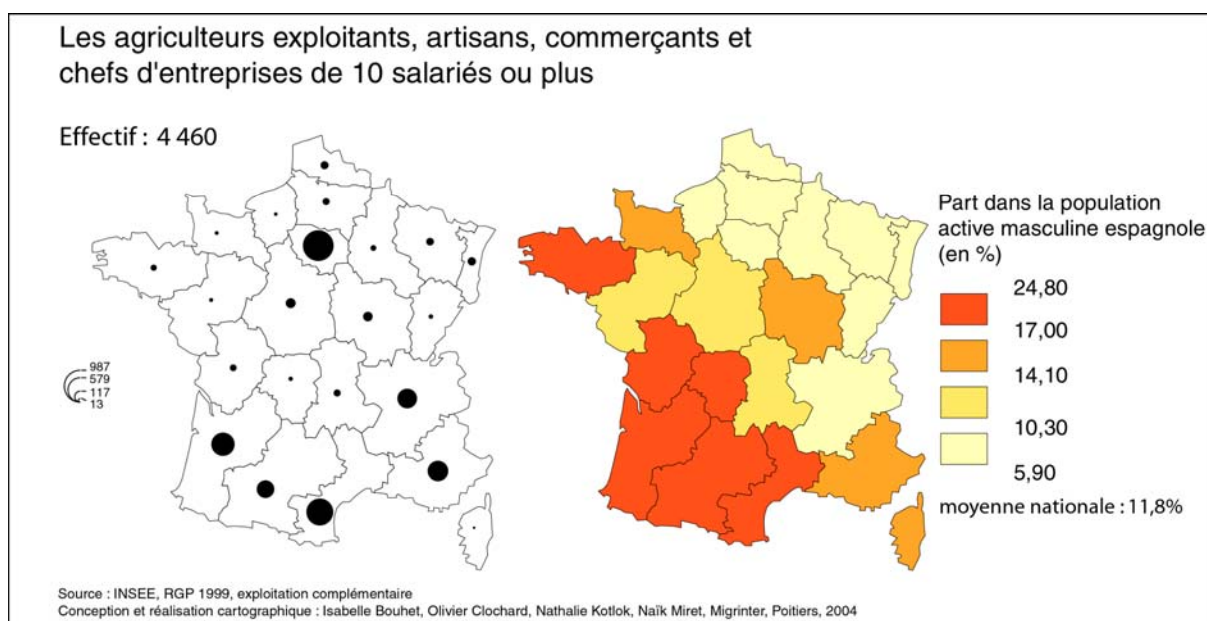 Les agriculteurs exploitants, artisans, commerçants et
chefs d'entreprises de 10 salariés ou plus
Effectif : 4 460
987
579
117
13
Part dans la population
active masculine espagnole
(en %)
24,80
17,00
14,10
10,30
5,90
moyenne nationale : 11,8%
Source : INSEE, RGP 1999, exploitation complémentaire
Conception et réalisation cartographique : Isabelle Bouhet, Olivier Clochard, Nathalie Kotlok, Naïk Miret, Migrinter, Poitiers, 2004